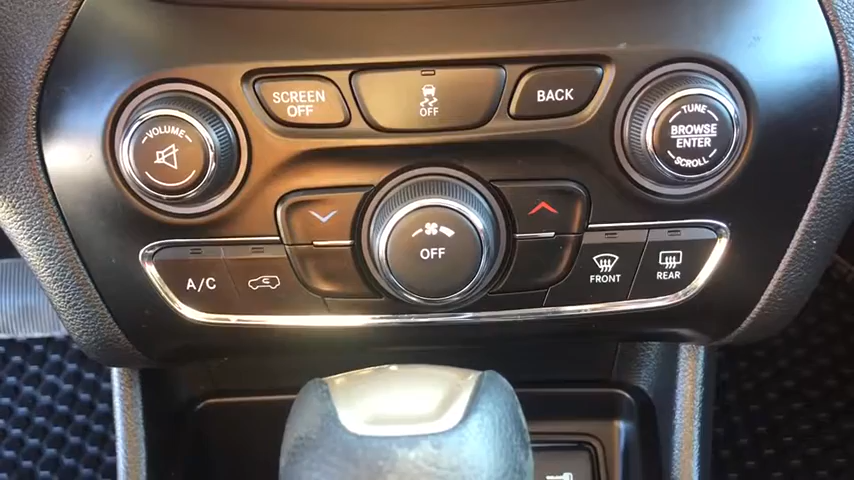 SCREEN
OFF
OFF
BACK
VOLUME
TUNE
BROWSE
ENTER
SCROLL
OFF
A/C
FRONT
REAR